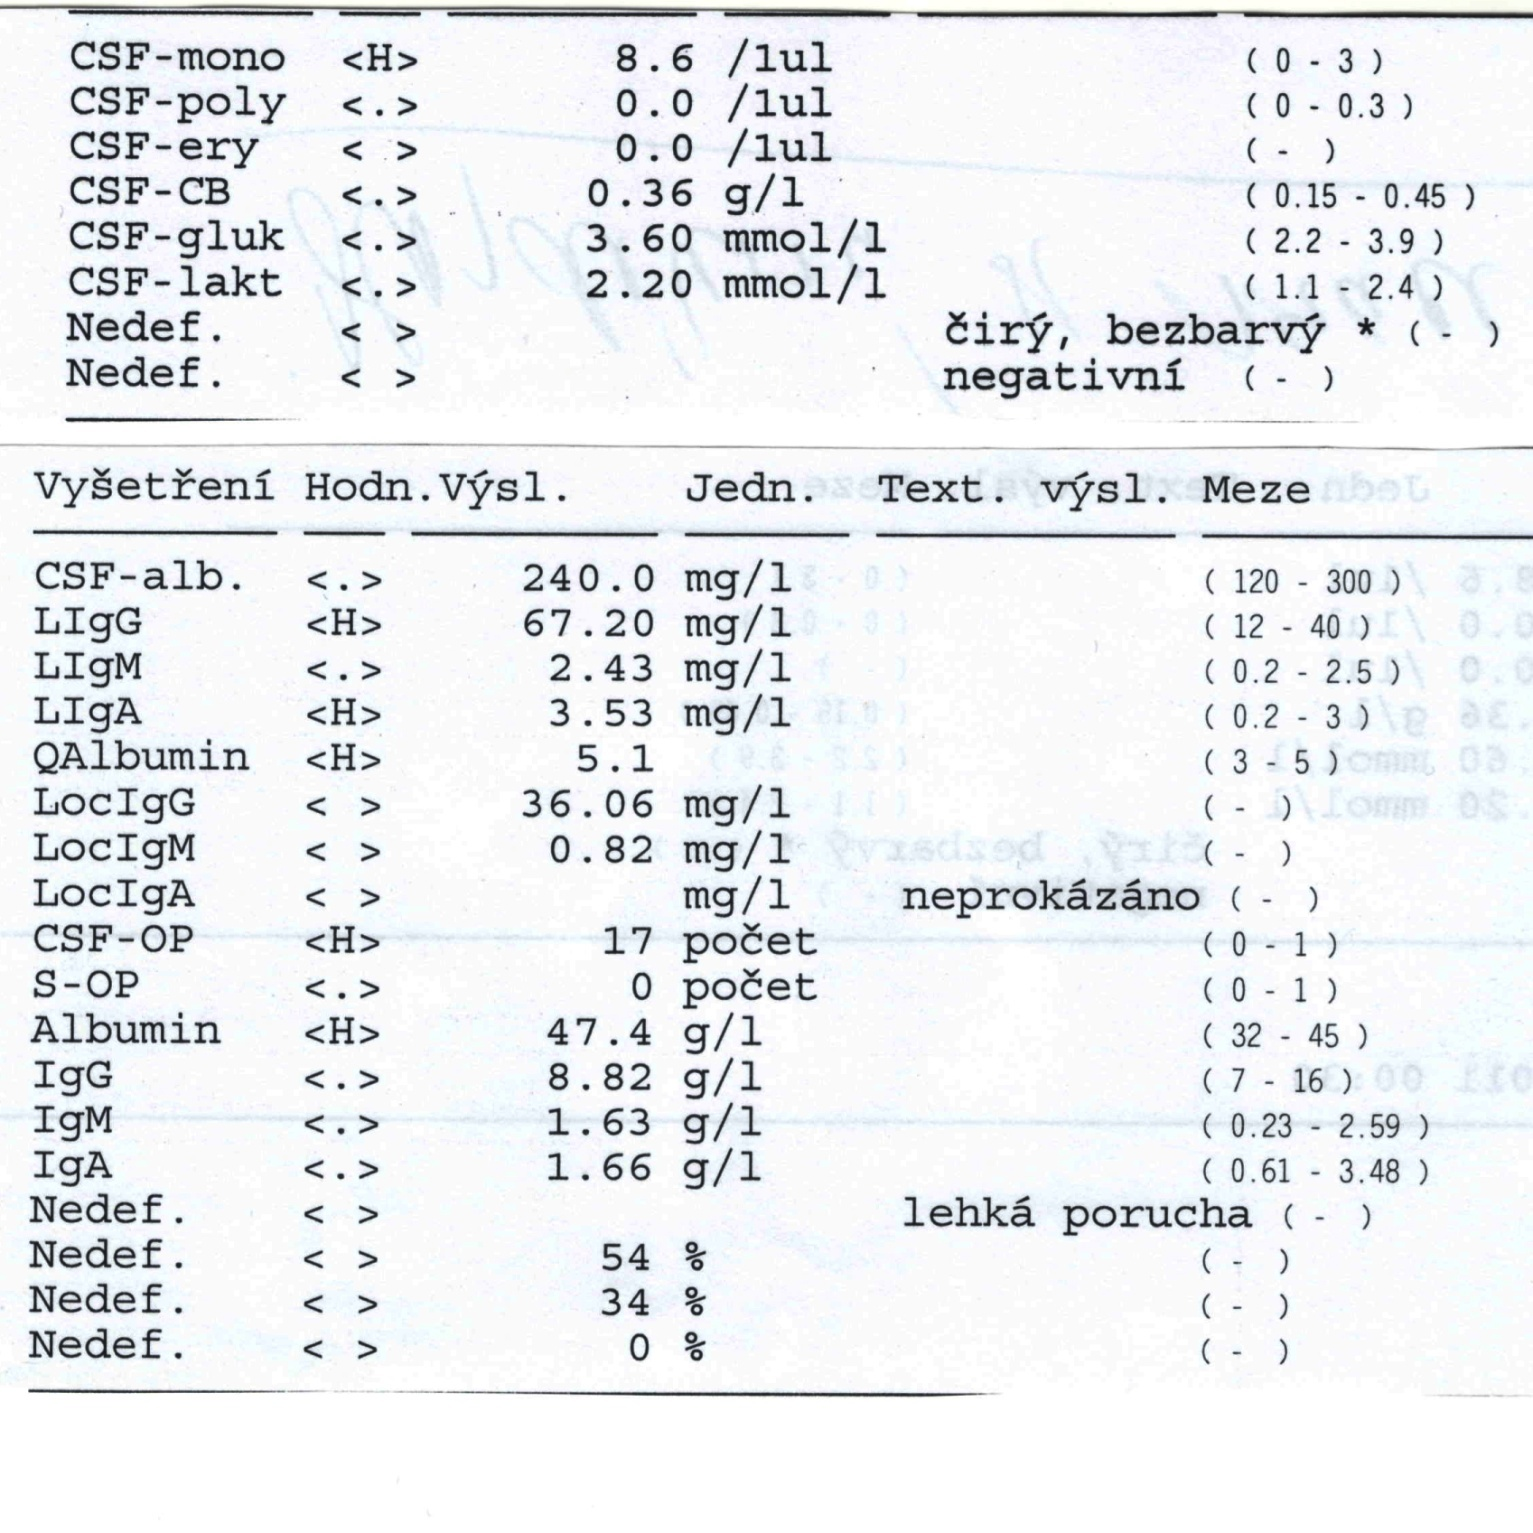 CSF-mono <H> 8.6 /1ul ( 0 - 3 )
CSF-poly <.> 0.0 /1ul ( 0 - 0.3 )
CSF-ery < > 0.0 /1ul ( - )
CSF-CB <.> 0.36 g/l ( 0.15 - 0.45 )
CSF-gluk <.> 3.60 mmol/l ( 2.2 - 3.9 )
CSF-lakt <.> 2.20 mmol/l ( 1.1 - 2.4 )
Nedef. < > čirý, bezbarvý * ( - )
Nedef. < > negativní ( - )
Vyšetření Hodn. Výsl. Jedn. Text. výsl. Meze
CSF-alb. <.> 240.0 mg/l ( 120 - 300 )
LIgG <H> 67.20 mg/l ( 12 - 40 )
LIgM <.> 2.43 mg/l ( 0.2 - 2.5 )
LIgA <H> 3.53 mg/l ( 0.2 - 3 )
QAlbumin <H> 5.1 ( 3 - 5 )
LocIgG < > 36.06 mg/l ( - )
LocIgM < > 0.82 mg/l ( - )
LocIgA < > mg/l neprokázáno ( - )
CSF-OP <H> 17 počet ( 0 - 1 )
S-OP <.> 0 počet ( 0 - 1 )
Albumin <H> 47.4 g/l ( 32 - 45 )
IgG <.> 8.82 g/l ( 7 - 16 )
IgM <.> 1.63 g/l ( 0.23 - 2.59 )
IgA <.> 1.66 g/l ( 0.61 - 3.48 )
Nedef. < > lehká porucha ( - )
Nedef. < > 54 % ( - )
Nedef. < > 34 % ( - )
Nedef. < > 0 % ( - )